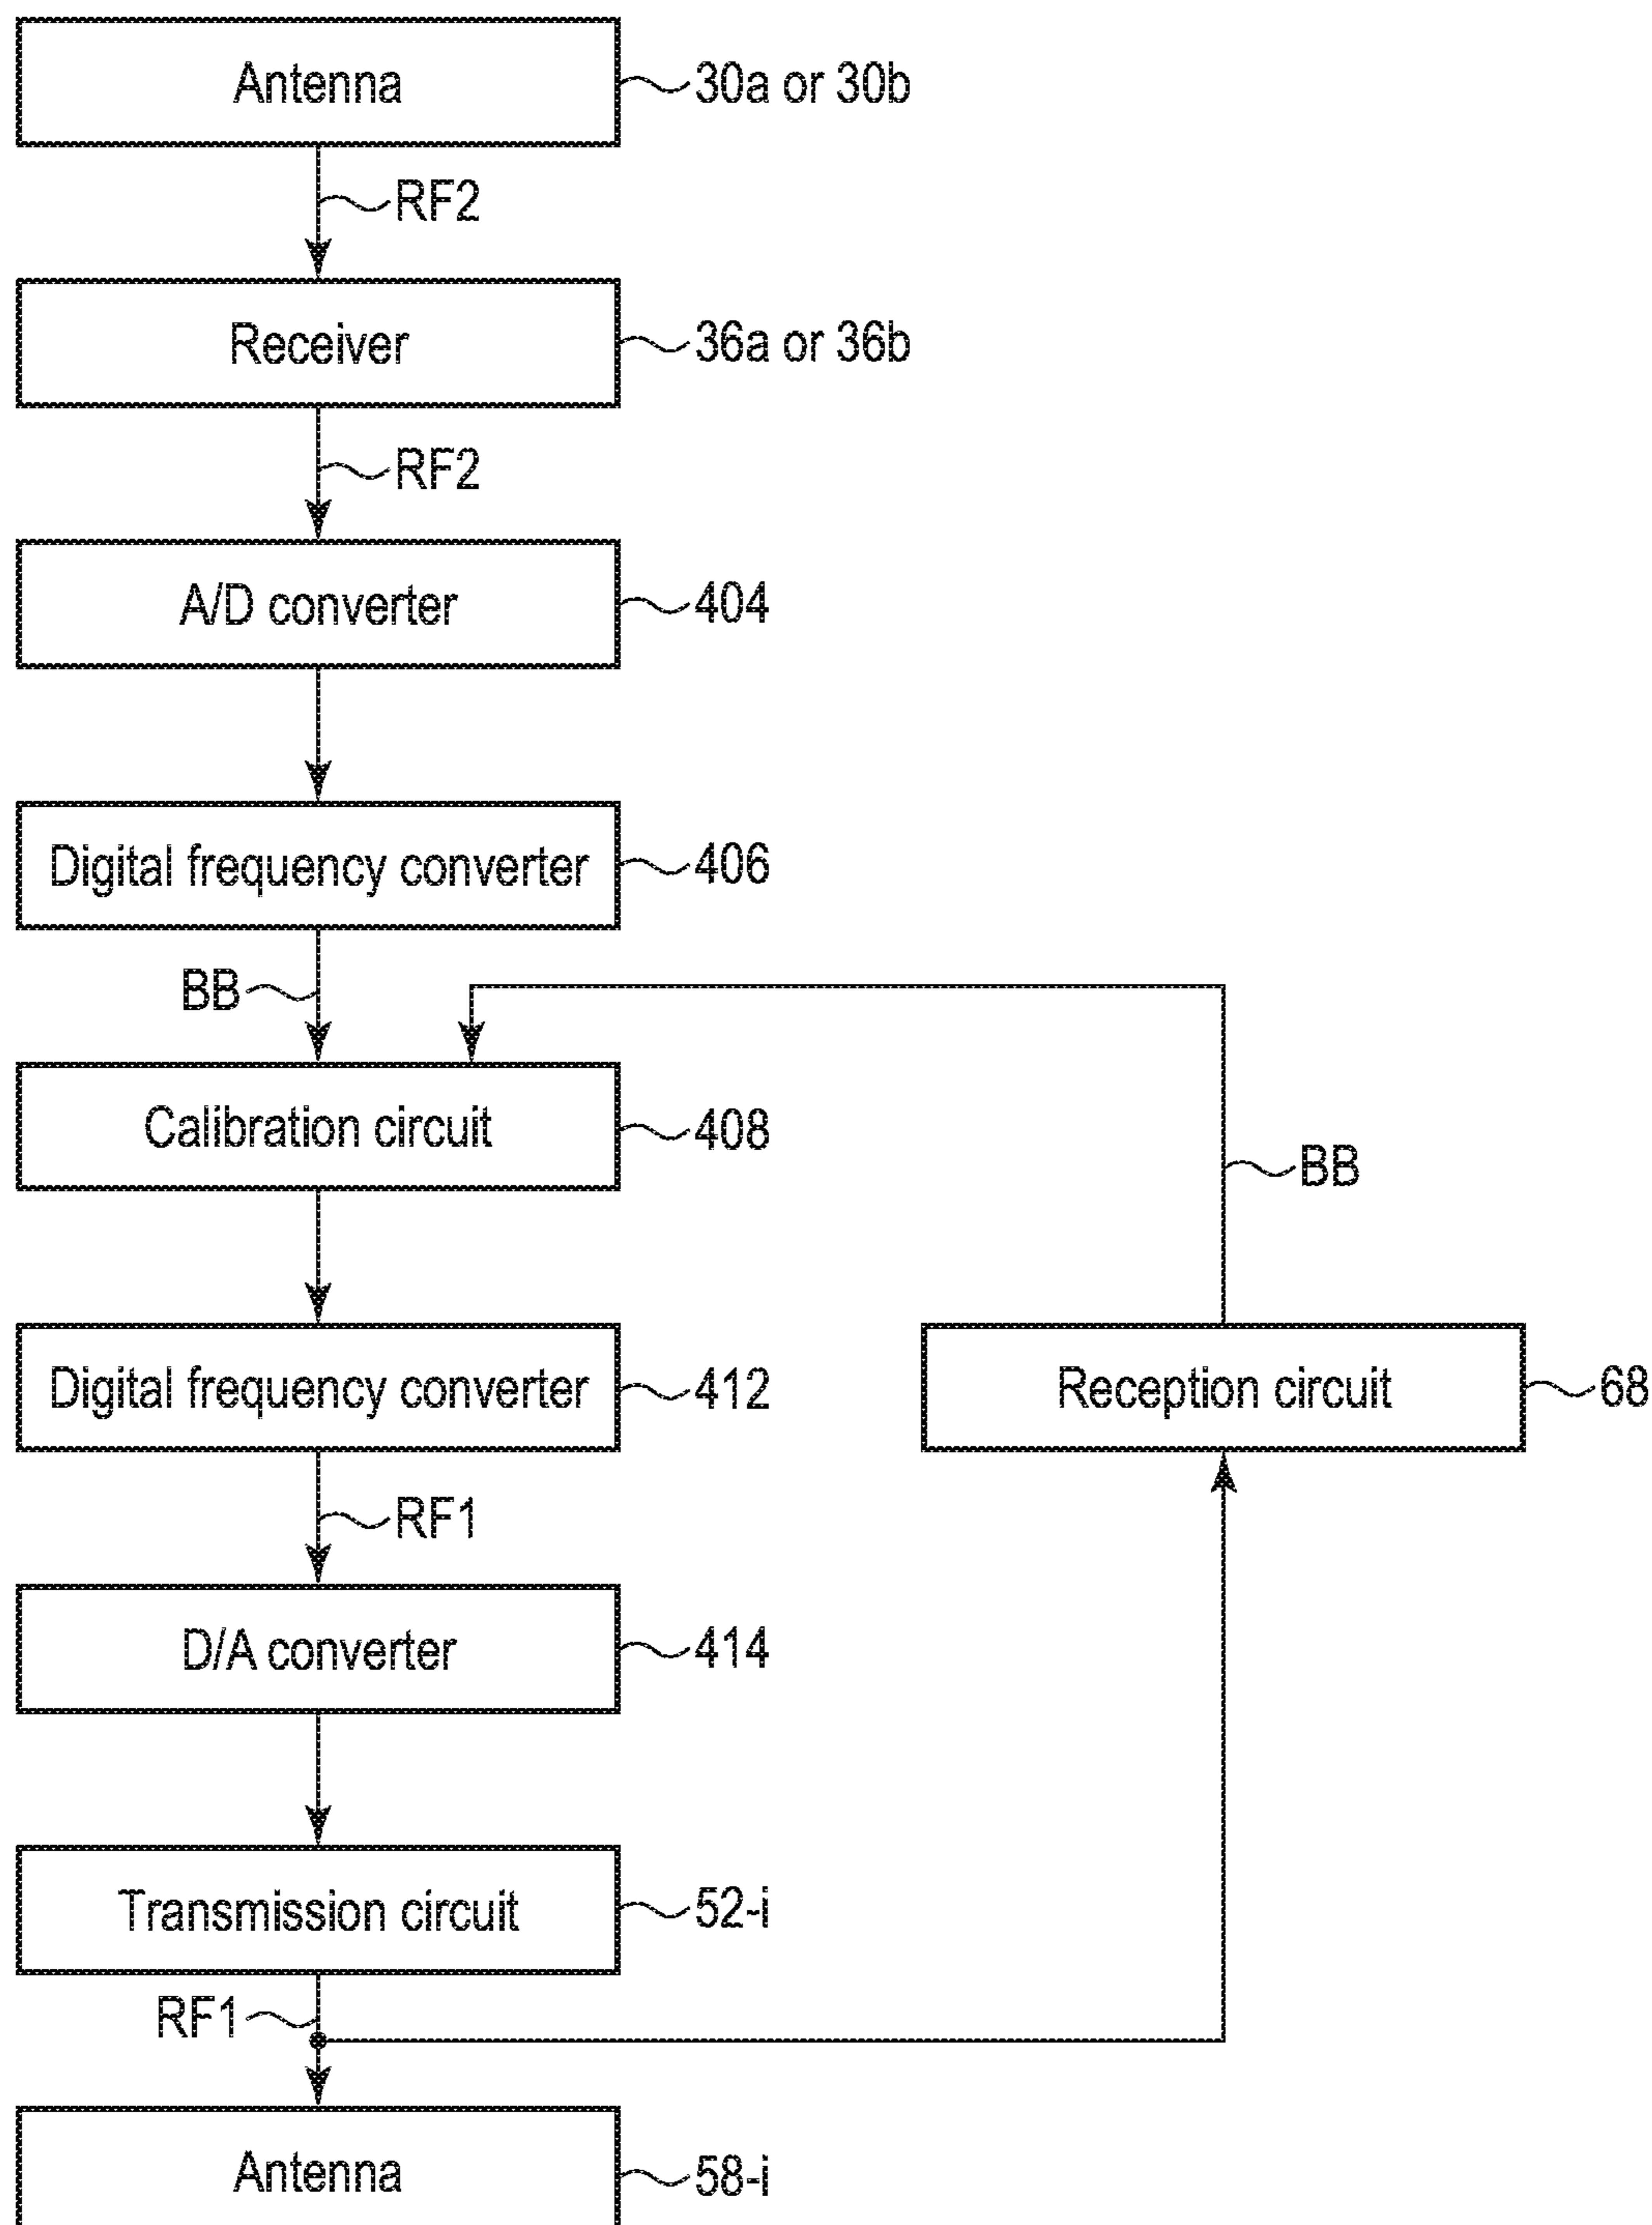 Antenna
30a or 30b
RF2
Receiver
36a or 36b
RF2
A/D converter
404
Digital frequency converter
406
BB
Calibration circuit
408
BB
Digital frequency converter
412
Reception circuit
68
RF1
D/A converter
414
Transmission circuit
52-i
RF1
Antenna
58-i